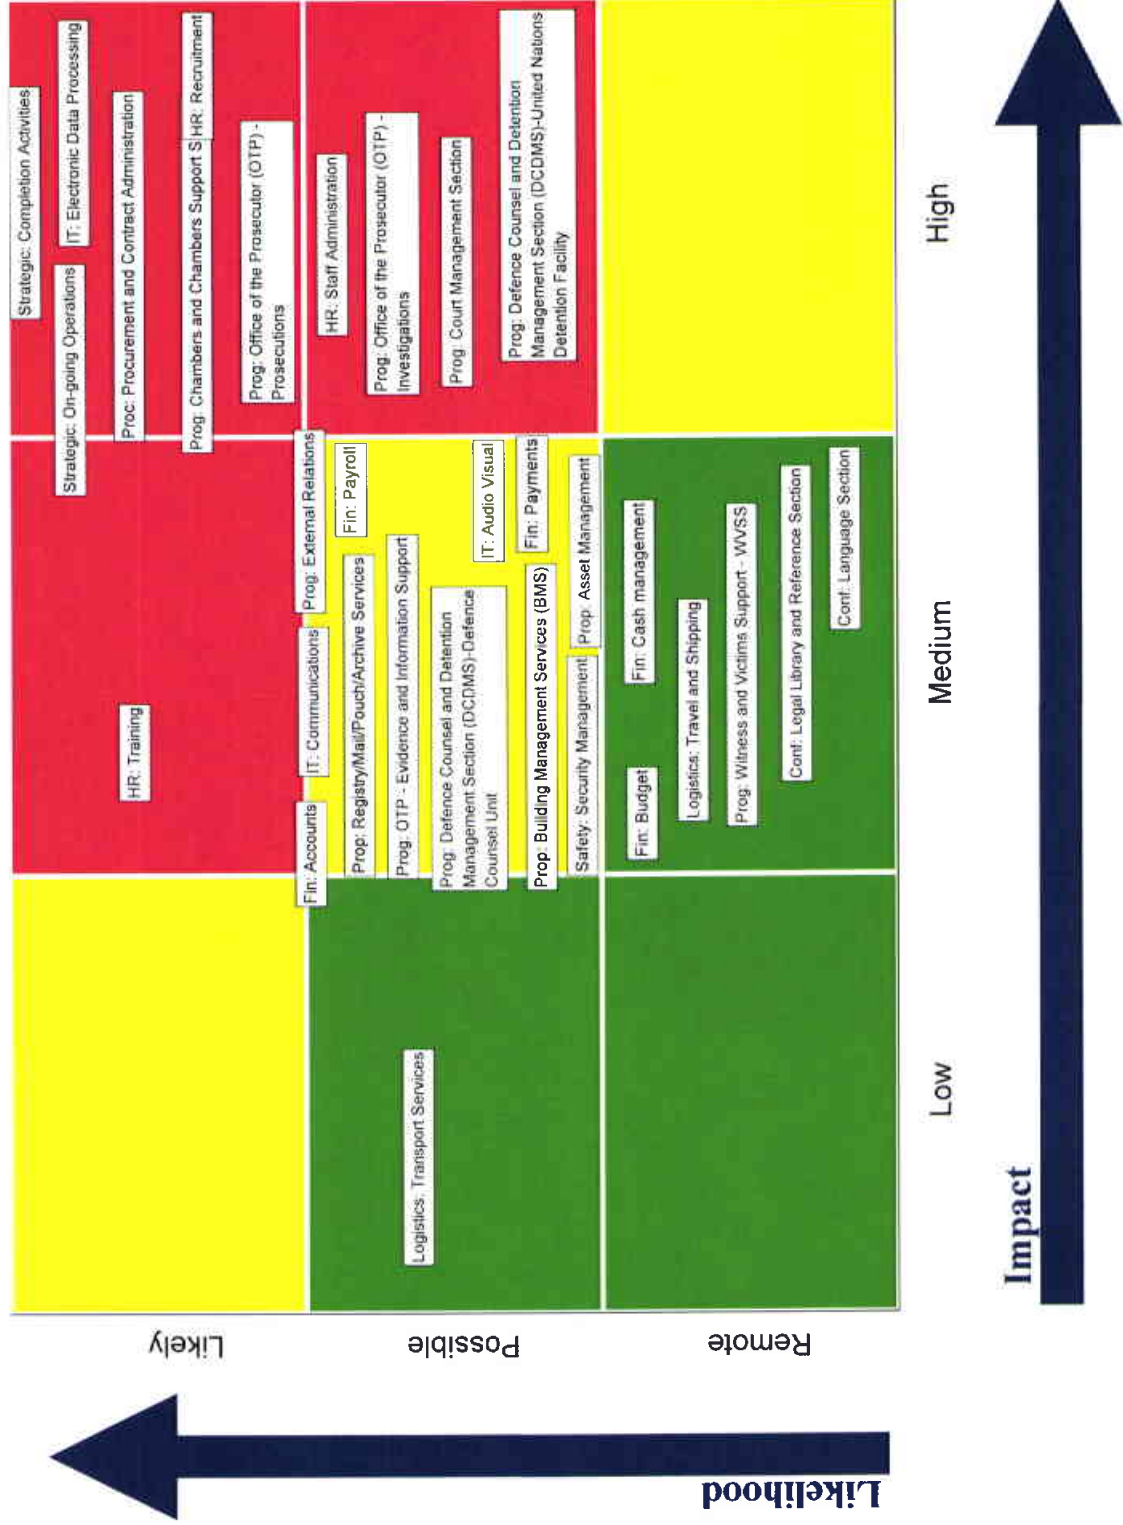 Likelihood
Likely
Possible
Remote
Strategic: Completion Activities
Strategic: On-going Operations
IT: Electronic Data Processing
Proc: Procurement and Contract Administration
HR: Training
Prog: Chambers and Chambers Support S
HR: Recruitment
Prog: Office of the Prosecutor (OTP) -
Prosecutions
Fin: Accounts
IT: Communications
Prog: External Relations
HR: Staff Administration
Fin: Payroll
Prop: Registry/Mail/Pouch/Archive Services
Prog: Office of the Prosecutor (OTP) -
Investigations
Prog: OTP - Evidence and Information Support
Logistics: Transport Services
Prog: Court Management Section
Prog: Defence Counsel and Detention
Management Section (DCDMS)-Defence
Counsel Unit
IT: Audio Visual
Prog: Defence Counsel and Detention
Management Section (DCDMS)-United Nations
Detention Facility
Fin: Payments
Prop: Building Management Services (BMS)
Safety: Security Management
Prop: Asset Management
Fin: Budget
Fin: Cash management
Logistics: Travel and Shipping
Prog: Witness and Victims Support - WVSS
Conf: Legal Library and Reference Section
Conf: Language Section
Low
Medium
High
Impact